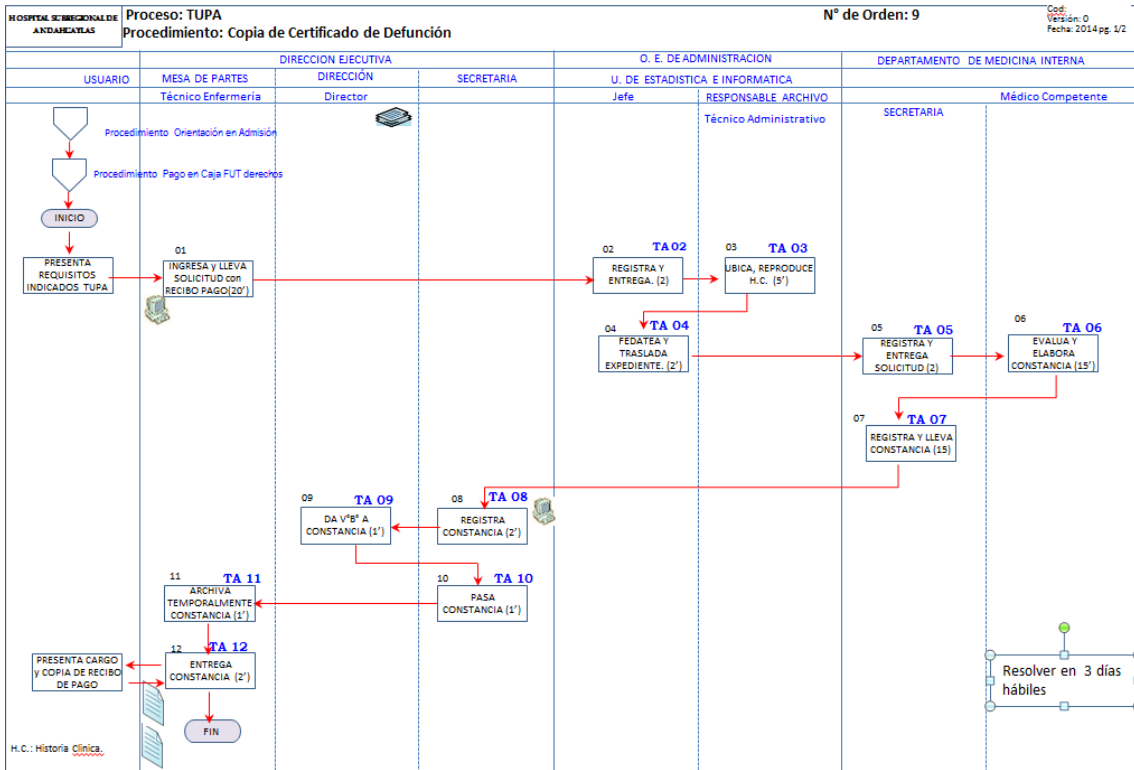 HOSPITAL SUBREGIONAL DE
ANDAHUAYLAS
Proceso: TUPA
Procedimiento: Copia de Certificado de Defunción
N° de Orden: 9
Cod:
Versión: 0
Fecha: 2014 pg. 1/2
DIRECCION EJECUTIVA
O. E. DE ADMINISTRACION
DEPARTAMENTO DE MEDICINA INTERNA
USUARIO
MESA DE PARTES
DIRECCIÓN
SECRETARIA
U. DE ESTADISTICA E INFORMATICA
Técnico Enfermería
Director
Jefe
RESPONSABLE ARCHIVO
Médico Competente
Técnico Administrativo
SECRETARIA
Procedimiento Orientación en Admisión
Procedimiento Pago en Caja FUT derechos
INICIO
PRESENTA
REQUISITOS
INDICADOS TUPA
01
INGRESA y LLEVA
SOLICITUD con
RECIBO PAGO(20’)
02
TA 02
REGISTRA Y
ENTREGA. (2)
03
TA 03
UBICA, REPRODUCE
H.C. (5’)
04
TA 04
FEDATEA Y
TRASLADA
EXPEDIENTE. (2’)
05
TA 05
REGISTRA Y
ENTREGA
SOLICITUD (2)
06
TA 06
EVALUA Y
ELABORA
CONSTANCIA (15’)
07
TA 07
REGISTRA Y LLEVA
CONSTANCIA (15)
08
TA 08
REGISTRA
CONSTANCIA (2’)
09
TA 09
DA V°B° A
CONSTANCIA (1’)
10
TA 10
PASA
CONSTANCIA (1’)
11
TA 11
ARCHIVA
TEMPORALMENTE
CONSTANCIA (1’)
12
TA 12
ENTREGA
CONSTANCIA (2’)
PRESENTA CARGO
y COPIA DE RECIBO
DE PAGO
FIN
Resolver en 3 días
hábiles
H.C.: Historia Clinica.